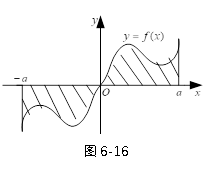 y
y = f(x)
-a
O
a
x
图 6-16